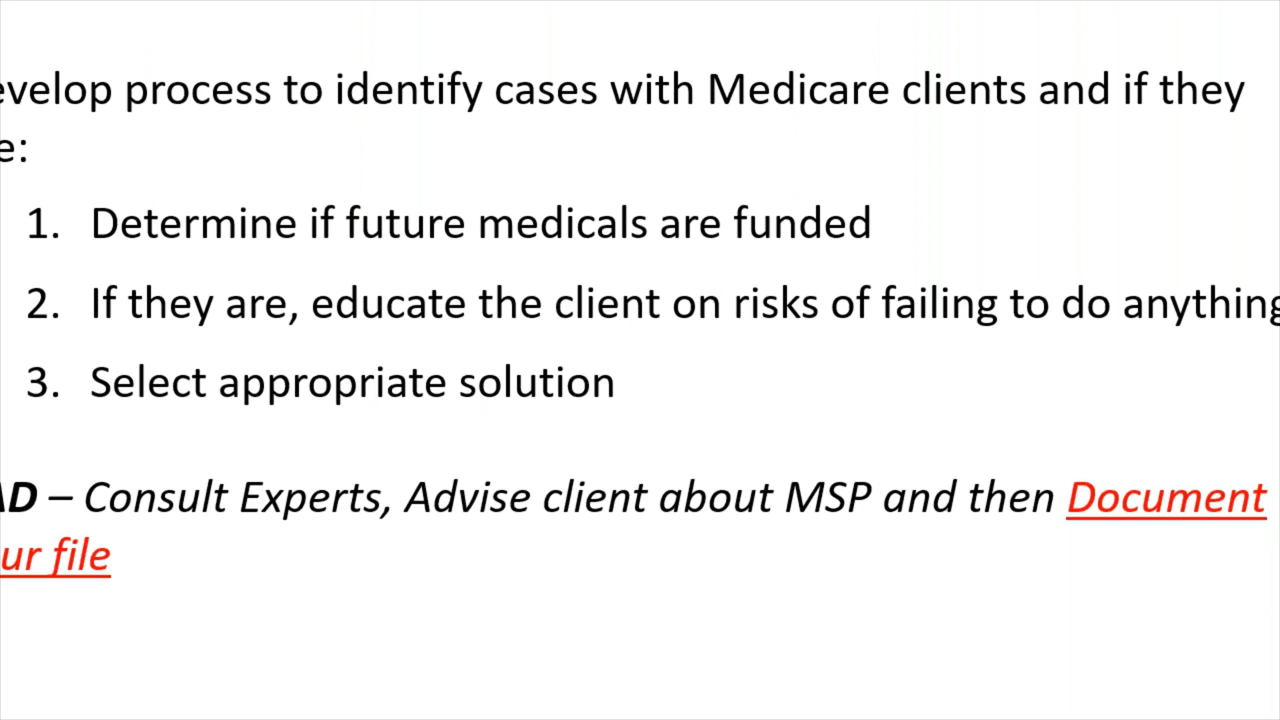 evelop process to identify cases with Medicare clients and if they
e:
1. Determine if future medicals are funded
2. If they are, educate the client on risks of failing to do anything
3. Select appropriate solution
AD – Consult Experts, Advise client about MSP and then Document
ur file